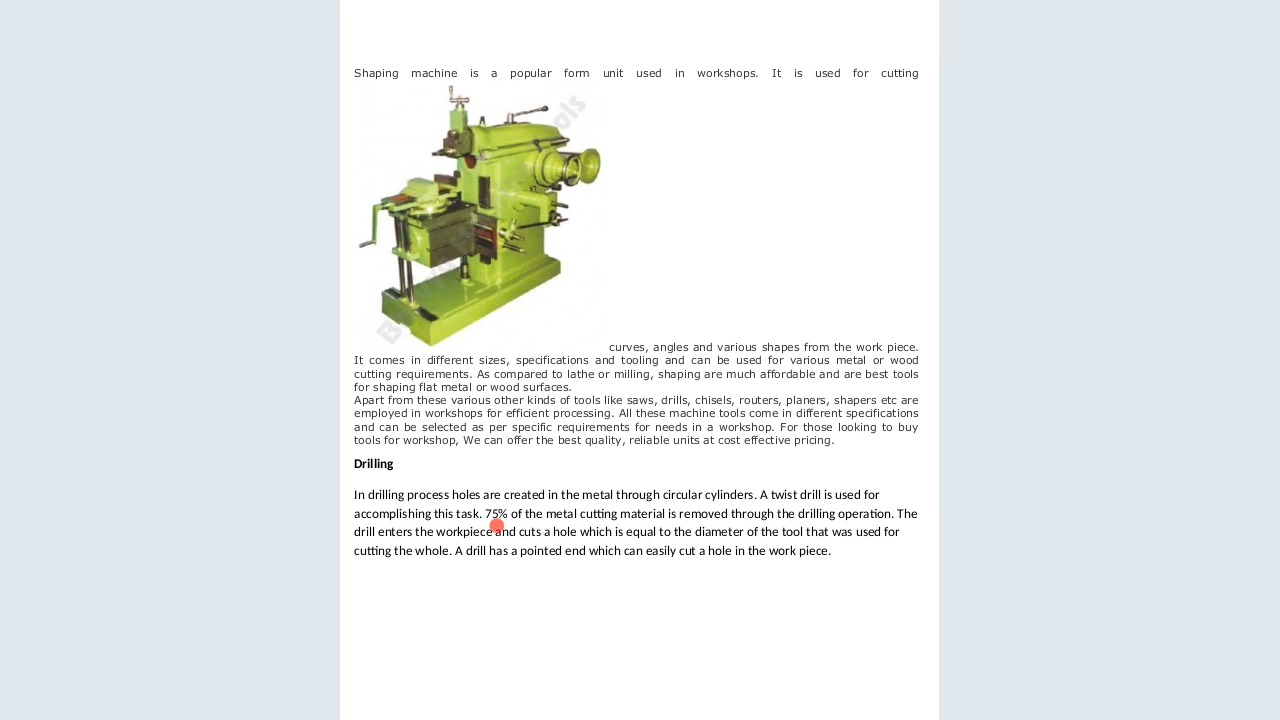 Shaping machine is a popular form unit used in workshops. It is used for cutting
ols
B
curves, angles and various shapes from the work piece.
It comes in different sizes, specifications and tooling and can be used for various metal or wood
cutting requirements. As compared to lathe or milling, shaping are much affordable and are best tools
for shaping flat metal or wood surfaces.
Apart from these various other kinds of tools like saws, drills, chisels, routers, planers, shapers etc are
employed in workshops for efficient processing. All these machine tools come in different specifications
and can be selected as per specific requirements for needs in a workshop. For those looking to buy
tools for workshop, We can offer the best quality, reliable units at cost effective pricing.
Drilling
In drilling process holes are created in the metal through circular cylinders. A twist drill is used for
accomplishing this task. 75% of the metal cutting material is removed through the drilling operation. The
drill enters the workpiece and cuts a hole which is equal to the diameter of the tool that was used for
cutting the whole. A drill has a pointed end which can easily cut a hole in the work piece.